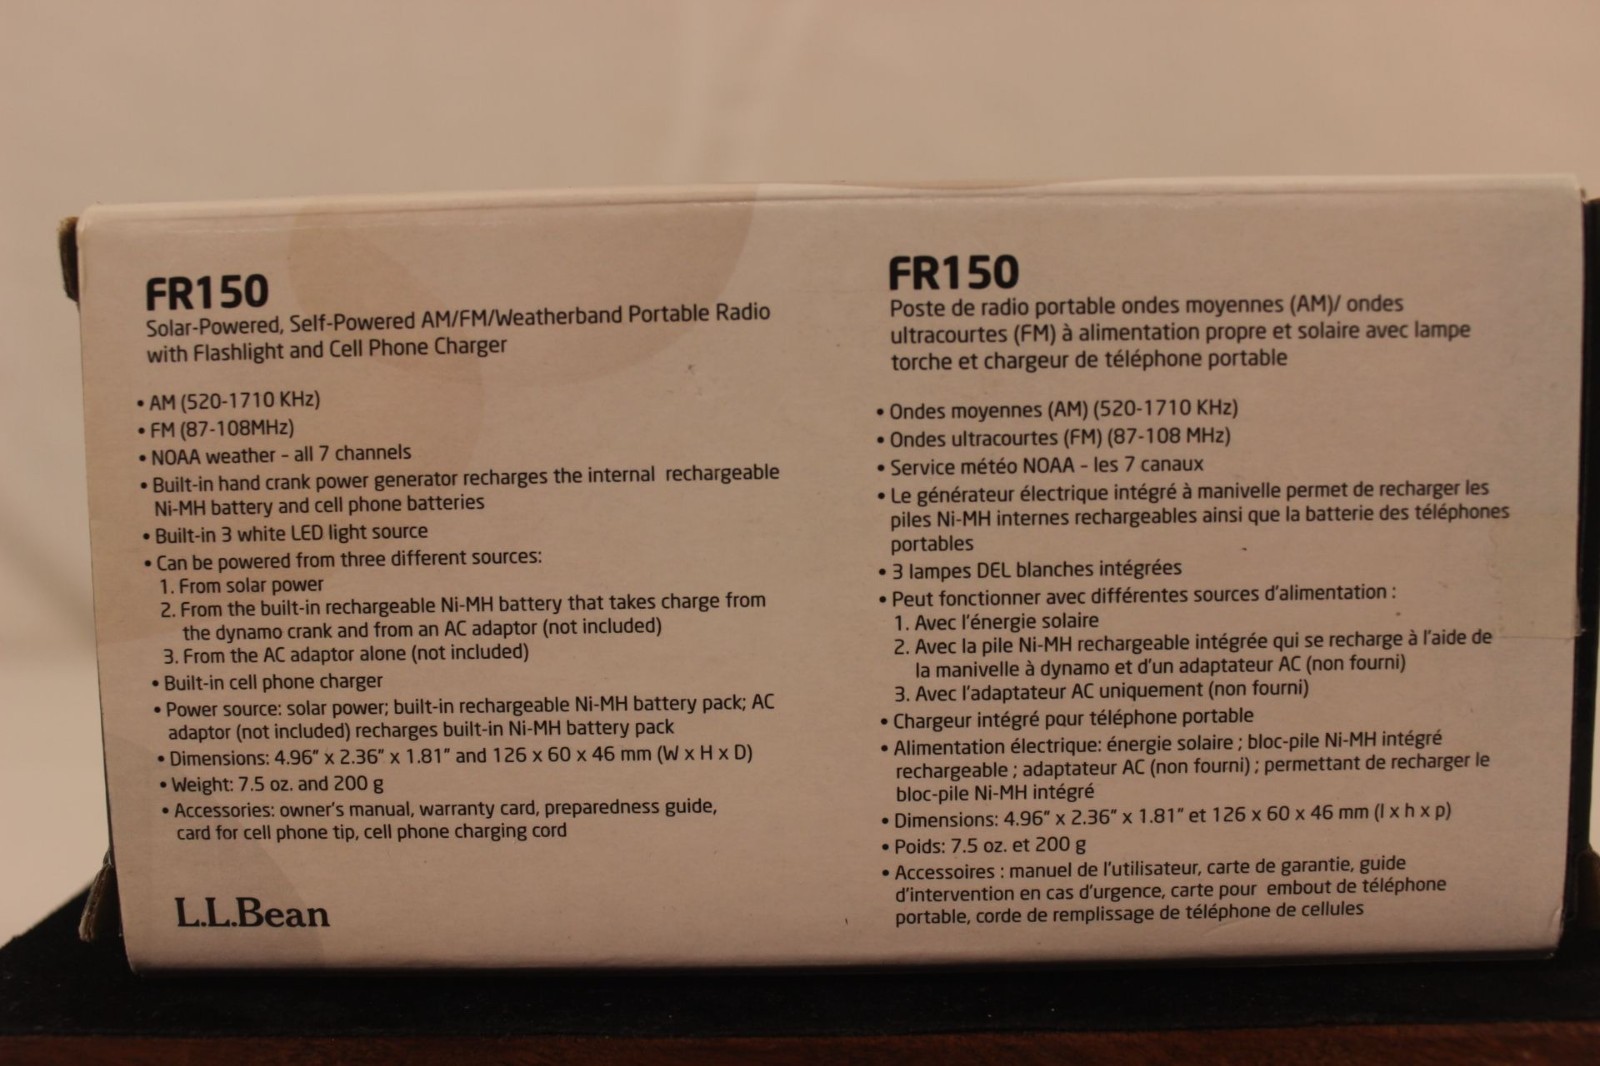 FR150
Solar-Powered, Self-Powered AM/FM/Weatherband Portable Radio
with Flashlight and Cell Phone Charger
• AM (520-1710 KHz)
• FM (87-108MHz)
• NOAA weather – all 7 channels
• Built-in hand crank power generator recharges the internal rechargeable
Ni-MH battery and cell phone batteries
• Built-in 3 white LED light source
• Can be powered from three different sources:
1. From solar power
2. From the built-in rechargeable Ni-MH battery that takes charge from
the dynamo crank and from an AC adaptor (not included)
3. From the AC adaptor alone (not included)
• Built-in cell phone charger
• Power source: solar power; built-in rechargeable Ni-MH battery pack; AC
adaptor (not included) recharges built-in Ni-MH battery pack
• Dimensions: 4.96” x 2.36” x 1.81” and 126 x 60 x 46 mm (W x H x D)
• Weight: 7.5 oz. and 200 g
• Accessories: owner's manual, warranty card, preparedness guide,
card for cell phone tip, cell phone charging cord
L.L.Bean
FR150
Poste de radio portable ondes moyennes (AM)/ ondes
ultracourtes (FM) à alimentation propre et solaire avec lampe
torche et chargeur de téléphone portable
• Ondes moyennes (AM) (520-1710 KHz)
• Ondes ultracourtes (FM) (87-108 MHz)
• Service météo NOAA – les 7 canaux
• Le générateur électrique intégré à manivelle permet de recharger les
piles Ni-MH internes rechargeables ainsi que la batterie des téléphones
portables
• 3 lampes DEL blanches intégrées
• Peut fonctionner avec différentes sources d'alimentation :
1. Avec l'énergie solaire
2. Avec la pile Ni-MH rechargeable intégrée qui se recharge à l'aide de
la manivelle à dynamo et d'un adaptateur AC (non fourni)
3. Avec l'adaptateur AC uniquement (non fourni)
• Chargeur intégré pour téléphone portable
• Alimentation électrique: énergie solaire ; bloc-pile Ni-MH intégré
rechargeable ; adaptateur AC (non fourni) ; permettant de recharger le
bloc-pile Ni-MH intégré
• Dimensions: 4.96” x 2.36” x 1.81” et 126 x 60 x 46 mm (l x h x p)
• Poids: 7.5 oz. et 200 g
• Accessoires : manuel de l'utilisateur, carte de garantie, guide
d'intervention en cas d'urgence, carte pour embout de téléphone
portable, corde de remplissage de téléphone de cellules